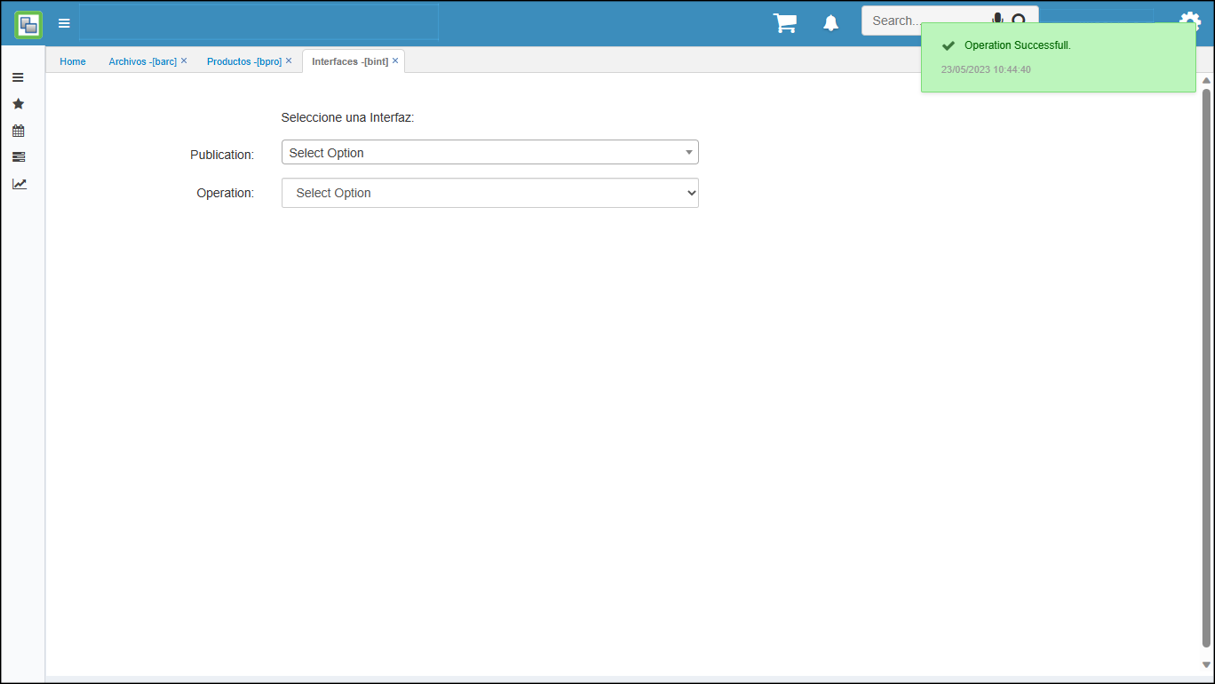 Search...
Operation Successfull.
23/05/2023 10:44:40
Home
Archivos -[barc] ×
Productos -[bpro] ×
Interfaces -[bint] ×
Seleccione una Interfaz:
Publication:
Select Option
Operation:
Select Option